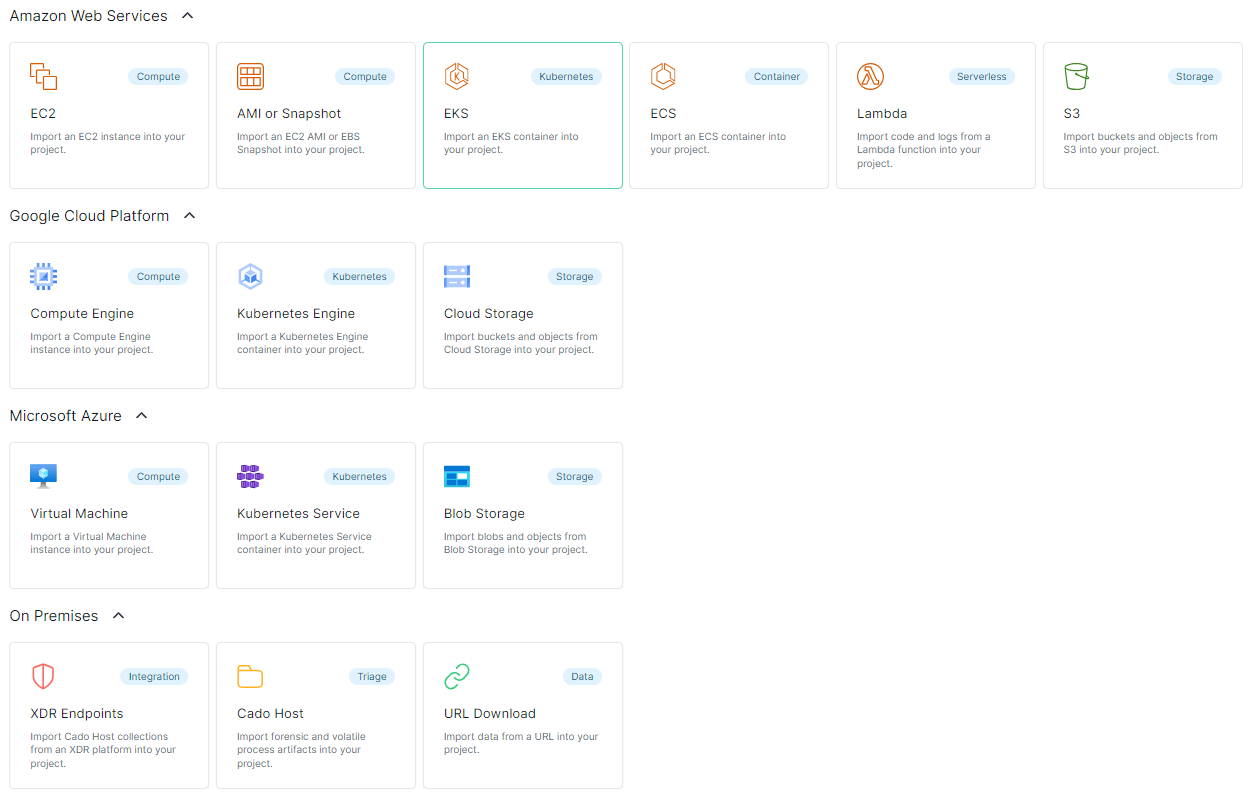 Amazon Web Services
Compute
EC2
Import an EC2 instance into your
project.
Compute
AMI or Snapshot
Import an EC2 AMI or EBS
Snapshot into your project.
K
Kubernetes
EKS
Import an EKS container into
your project.
Container
ECS
Import an ECS container into
your project.
Serverless
Lambda
Import code and logs from a
Lambda function into your
project.
Storage
S3
Import buckets and objects from
S3 into your project.
Google Cloud Platform
Compute
Compute Engine
Import a Compute Engine
instance into your project.
Kubernetes
Kubernetes Engine
Import a Kubernetes Engine
container into your project.
Storage
Cloud Storage
Import buckets and objects from
Cloud Storage into your project.
Microsoft Azure
Compute
Virtual Machine
Import a Virtual Machine
instance into your project.
Kubernetes
Kubernetes Service
Import a Kubernetes Service
container into your project.
Storage
Blob Storage
Import blobs and objects from
Blob Storage into your project.
On Premises
Integration
XDR Endpoints
Import Cado Host collections
from an XDR platform into your
project.
Triage
Cado Host
Import forensic and volatile
process artifacts into your
project.
Data
URL Download
Import data from a URL into your
project.